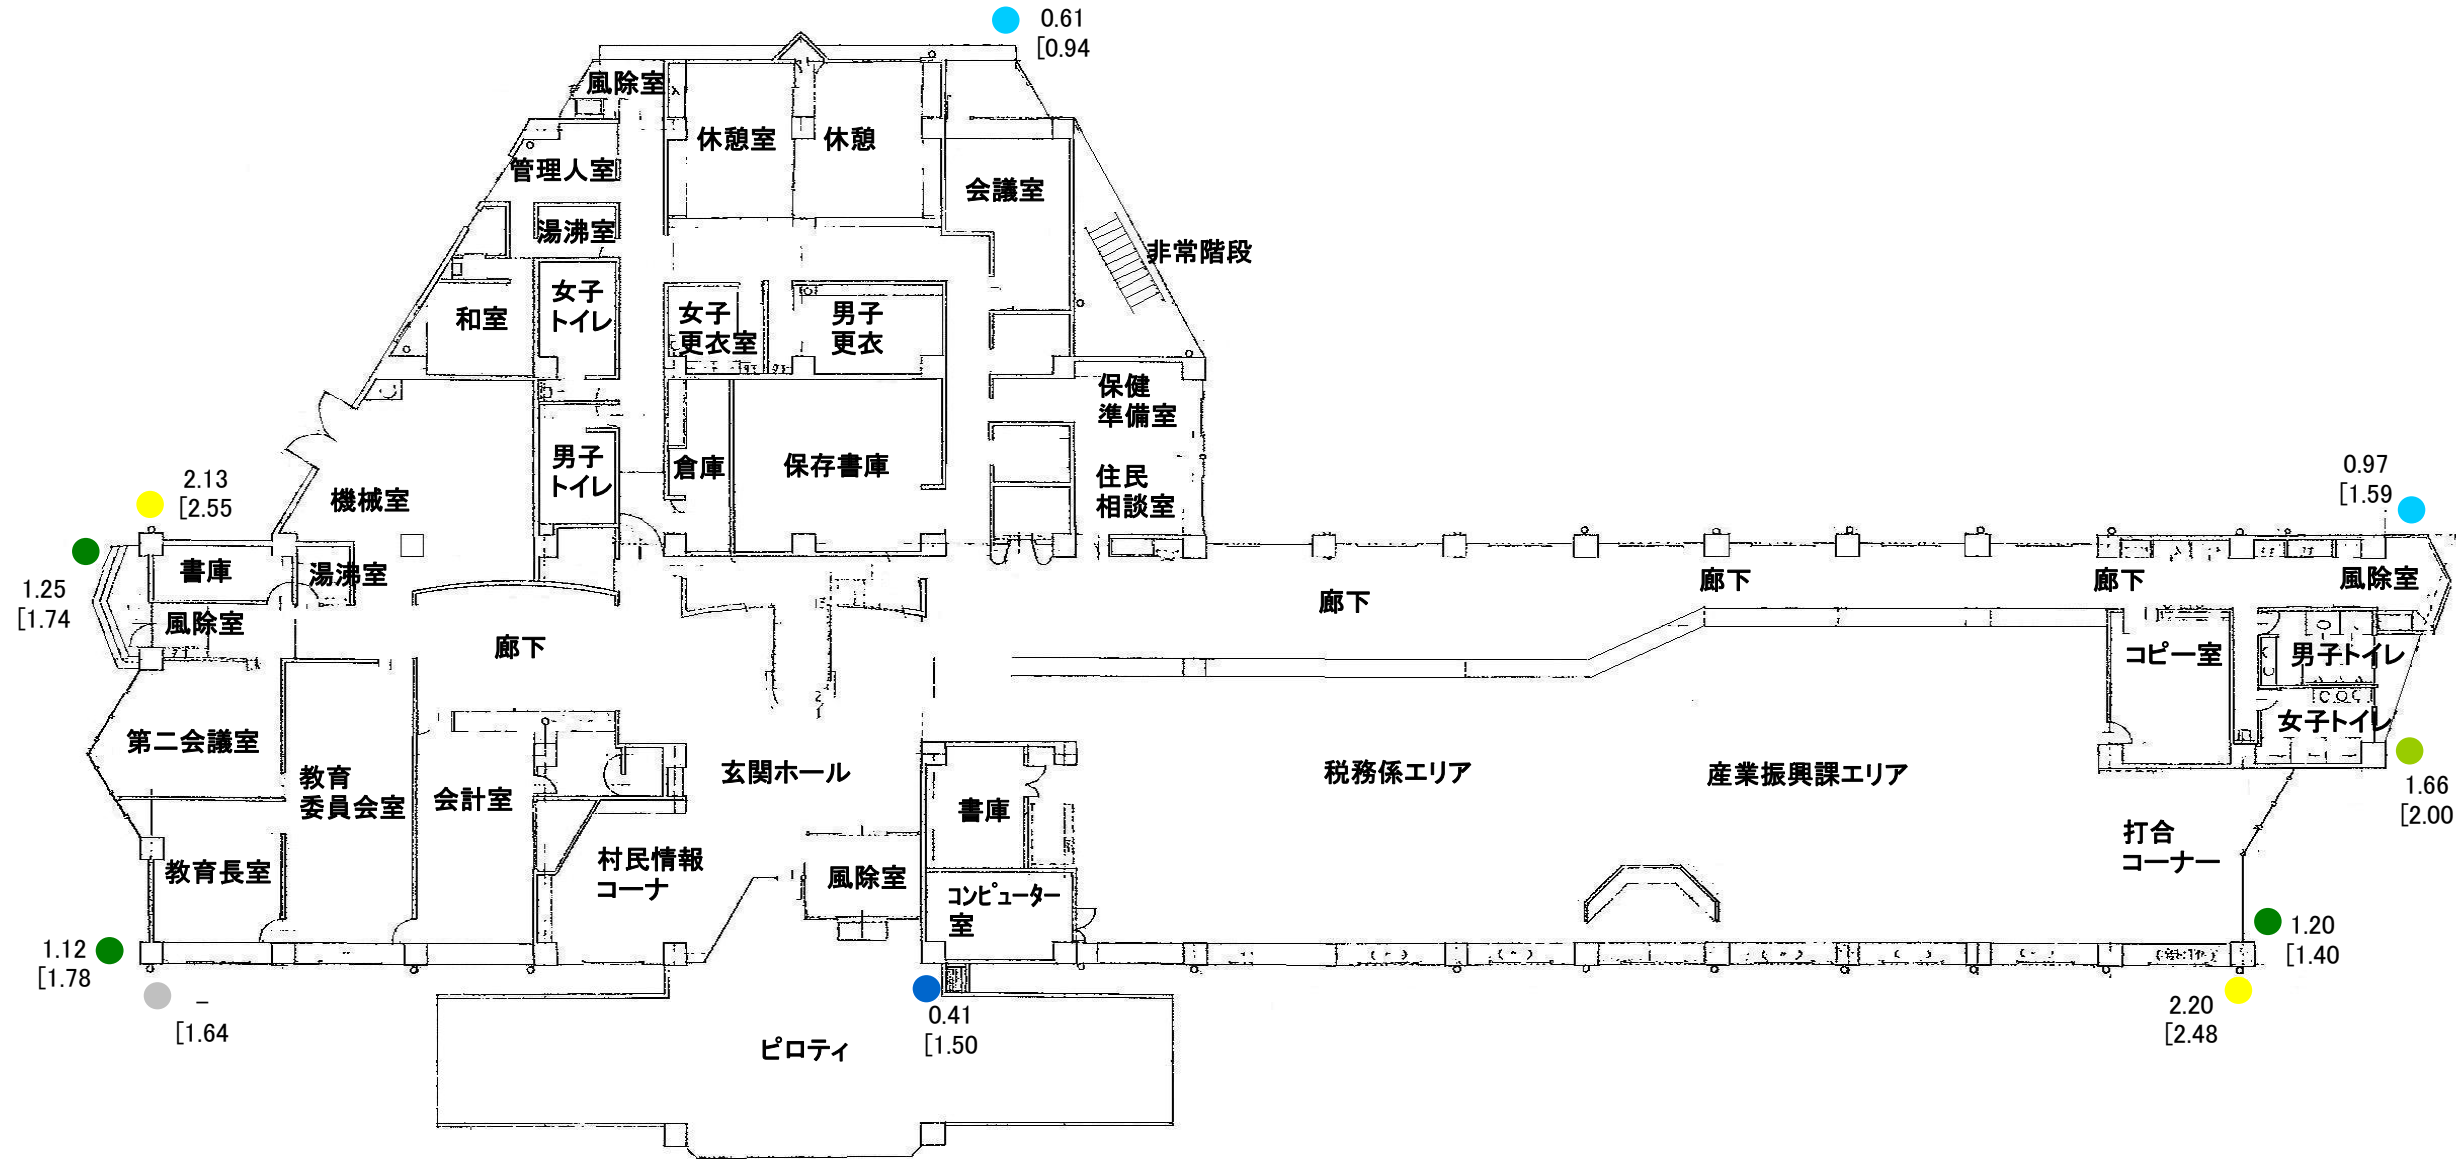 0.61
[0.94
風除室
休憩室
休憩
管理人室
会議室
湯沸室
非常階段
女子
トイレ
和室
女子
更衣室
男子
更衣
保健
準備室
男子
トイレ
倉庫
保存書庫
住民
相談室
機械室
2.13
[2.55
0.97
[1.59
1.25
[1.74
書庫
湯沸室
風除室
廊下
廊下
廊下
廊下
風除室
コピー室
男子トイレ
女子トイレ
第二会議室
教育
委員会室
会計室
玄関ホール
書庫
税務係エリア
産業振興課エリア
1.66
[2.00
打合
コーナー
教育長室
村民情報
コーナ
風除室
コンピューター
室
1.12
[1.78
–
[1.64
0.41
[1.50
1.20
[1.40
2.20
[2.48
ピロティ